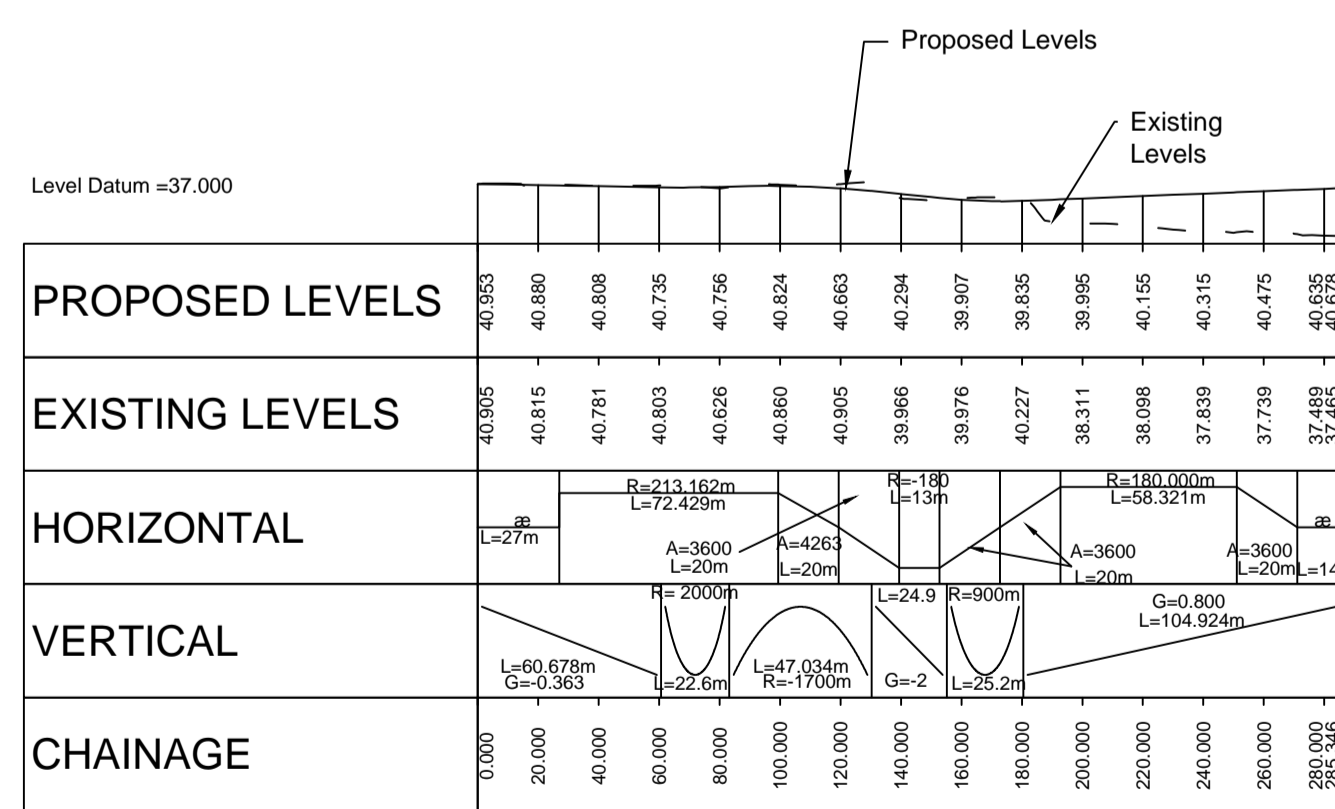 Proposed Levels
Existing
Levels
Level Datum =37.000
PROPOSED LEVELS
40.953 40.880 40.808 40.735 40.756 40.824 40.663 40.294 39.907 39.835 39.995 40.155 40.315 40.475 40.635 40.678
EXISTING LEVELS
40.905 40.815 40.781 40.803 40.626 40.860 40.905 39.966 39.976 40.227 38.311 38.098 37.839 37.739 37.489 37.465
HORIZONTAL
æ
L=27m
R=213.162m
L=72.429m
A=3600
L=20m
A=4263
L=20m
R=-180
L=13m
A=3600
L=20m
R=180.000m
L=58.321m
A=3600
L=20m
æ
L=14
VERTICAL
L=60.678m
G=-0.363
R= 2000m
L=22.6m
L=47.034m
R=-1700m
L=24.9
G=-2
R=900m
L=25.2m
G=0.800
L=104.924m
CHAINAGE
0.000 20.000 40.000 60.000 80.000 100.000 120.000 140.000 160.000 180.000 200.000 220.000 240.000 260.000 280.000 285.346